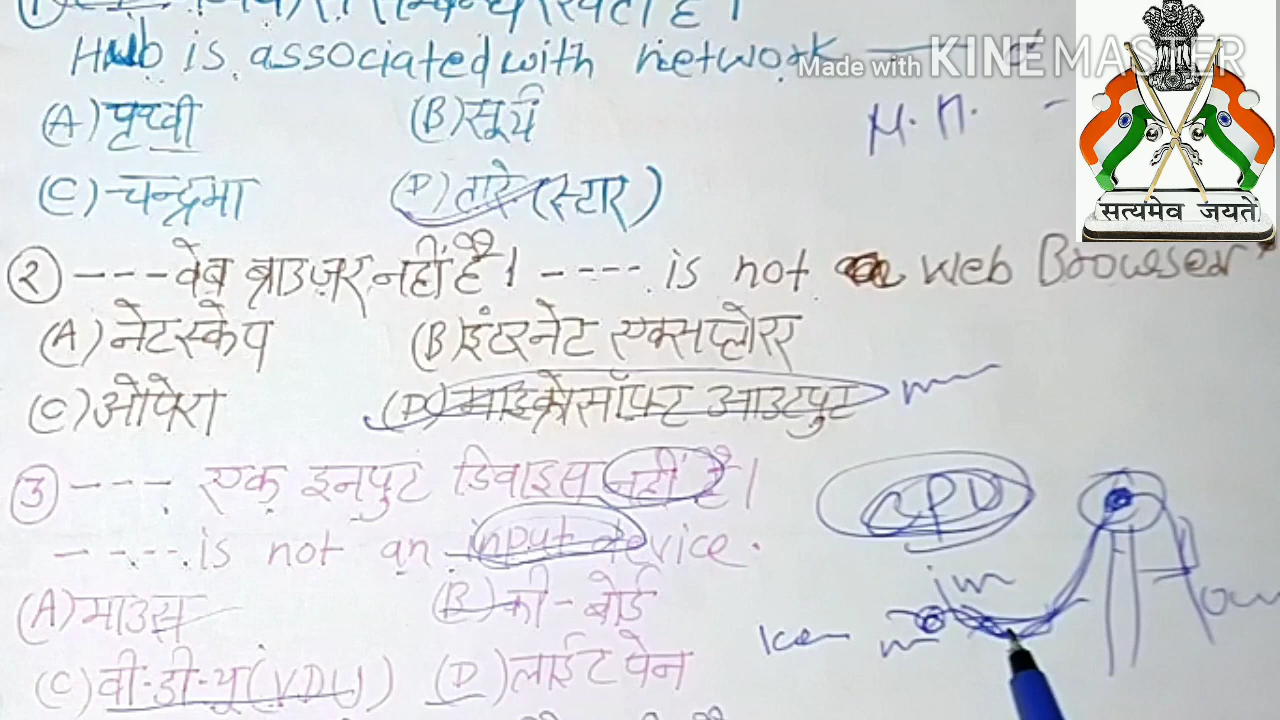 Hub is associated with network
Made with KINEMASTER
(A) पृथ्वी (B) सूर्य
(C) चन्द्रमा (D) तारे (स्टार)
सत्यमेव जयते
② ---- वेब ब्राउज़र नहीं है। ---- is not a Web Browser
(A) नेटस्केप (B) इंटरनेट एक्सप्लोरर
(C) ओपेरा (D) माइक्रोसॉफ्ट आउटपुट
③ ---- एक इनपुट डिवाइस नहीं है।
----- is not an input device.
CPU
(A) माउस (B) की-बोर्ड
(C) वी.डी.यू (VDU) (D) लाईट पेन